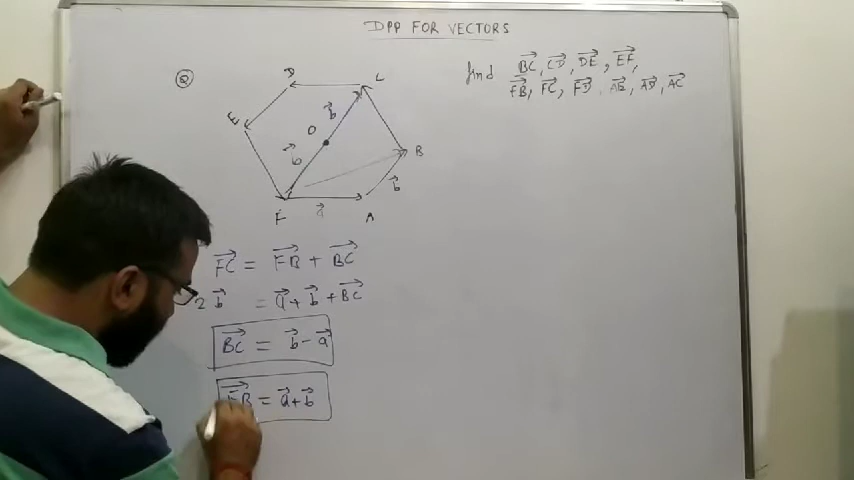 DPP FOR VECTORS
Q
find BC, CD, DE, EF,
FB, FC, FD, AE, AD, AC
D
C
E
O
b
b
B
b
F
a
A
FC = FB + BC
2b = a + b + BC
BC = b - a
FB = a + b